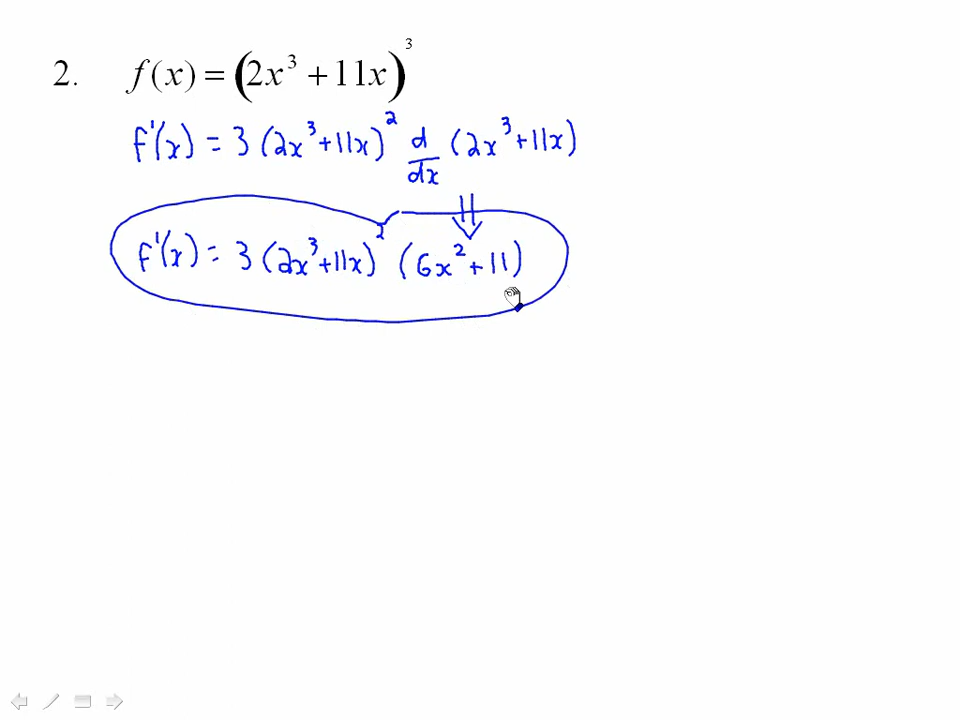 2. f(x) = (2x³ + 11x)³
f'(x) = 3 (2x³+11x)² d/dx (2x³+11x)
f'(x) = 3 (2x³+11x)² (6x²+11)